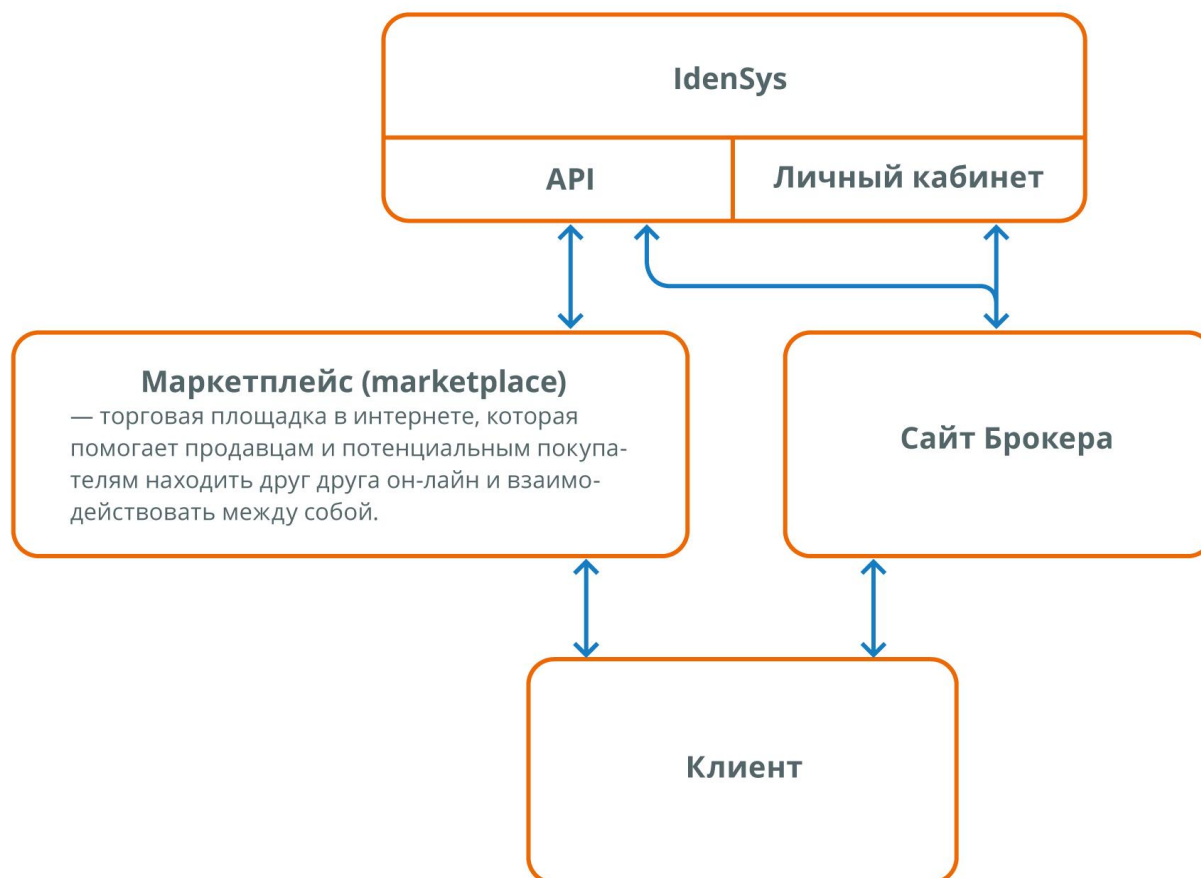 IdenSys
API
Личный кабинет
Маркетплейс (marketplace)
— торговая площадка в интернете, которая
помогает продавцам и потенциальным покупа-
телям находить друг друга он-лайн и взаимо-
действовать между собой.
Сайт Брокера
Клиент